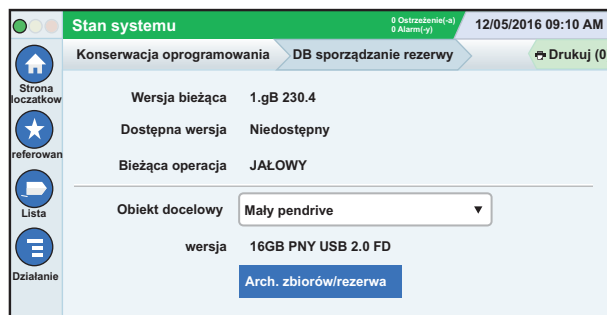 Stan systemu
0 Ostrzeżenie(-a)
0 Alarm(-y)
12/05/2016 09:10 AM
Konserwacja oprogramowania
DB sporządzanie rezerwy
Drukuj (0
Strona
loczatkow
referowan
Lista
Działanie
Wersja bieżąca 1.gB 230.4
Dostępna wersja Niedostępny
Bieżąca operacja JAŁOWY
Obiekt docelowy Mały pendrive
wersja 16GB PNY USB 2.0 FD
Arch. zbiorów/rezerwa